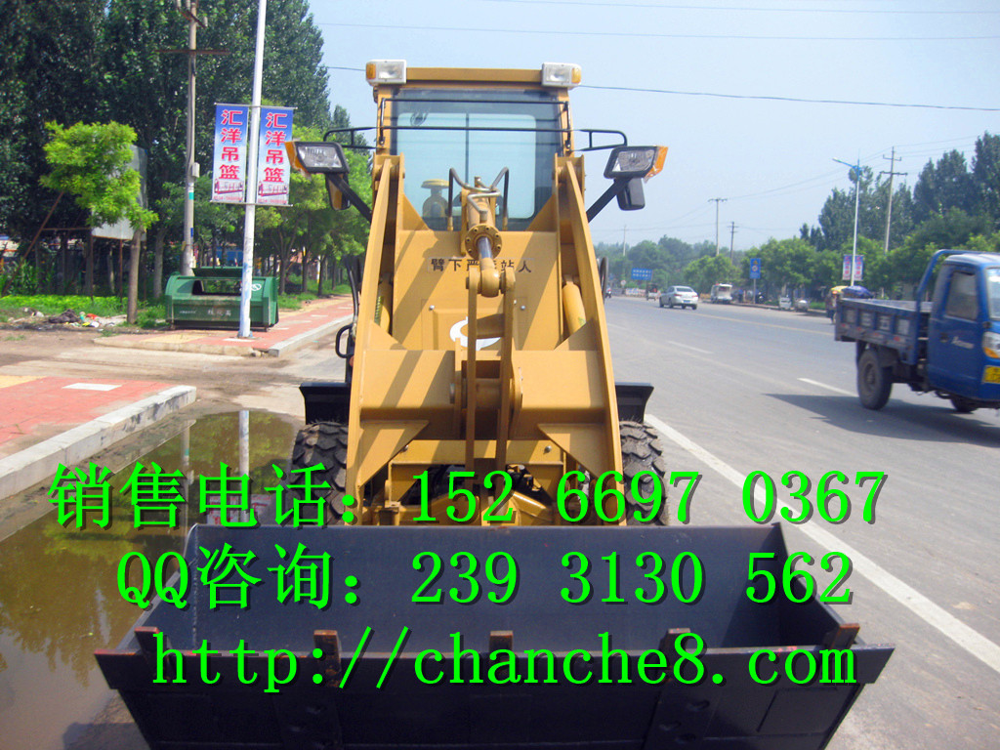 汇洋吊篮
汇洋吊篮
臂下严禁站人
销售电话：152 6697 0367
QQ咨询：239 3130 562
http://chanche8.com